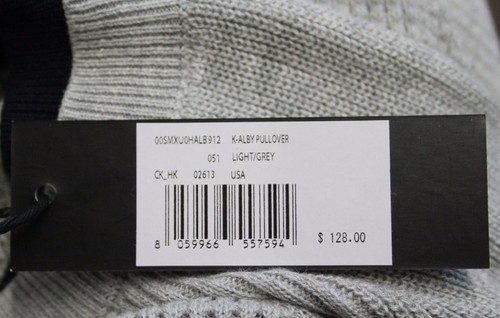 00SMXU0HALB912 K-ALBY PULLOVER
051 LIGHT/GREY
CK_HK 02613 USA
8 059966 557594
$ 128.00